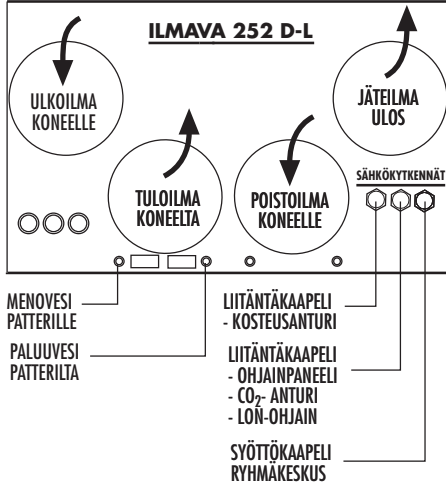 ILMAVA 252 D-L
ULKOILMA
KONEELLE
JÄTEILMA
ULOS
TULOILMA
KONEELTA
POISTOILMA
KONEELLE
SÄHKÖKYTKENNÄT
MENOVESI
PATTERILLE
PALUUVESI
PATTERILTA
LIITÄNTÄKAAPELI
- KOSTEUSANTURI
LIITÄNTÄKAAPELI
- OHJAINPANEELI
- CO₂- ANTURI
- LON-OHJAIN
SYÖTTÖKAAPELI
RYHMÄKESKUS